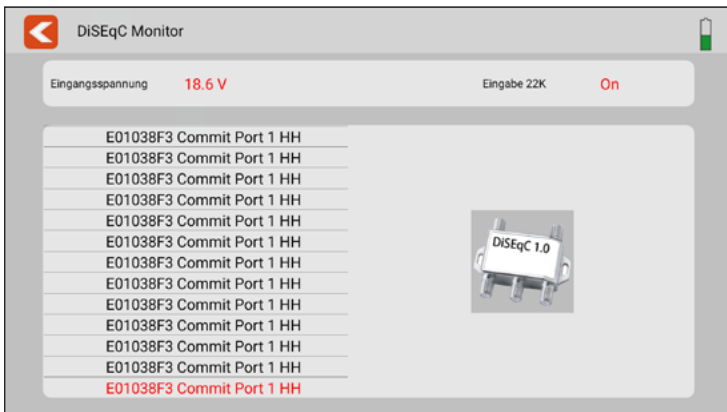 DiSEqC Monitor
Eingangsspannung 18.6 V Eingabe 22K On
E01038F3 Commit Port 1 HH
E01038F3 Commit Port 1 HH
E01038F3 Commit Port 1 HH
E01038F3 Commit Port 1 HH
E01038F3 Commit Port 1 HH
E01038F3 Commit Port 1 HH
E01038F3 Commit Port 1 HH
E01038F3 Commit Port 1 HH
E01038F3 Commit Port 1 HH
E01038F3 Commit Port 1 HH
E01038F3 Commit Port 1 HH
E01038F3 Commit Port 1 HH
E01038F3 Commit Port 1 HH
DiSEqC 1.0